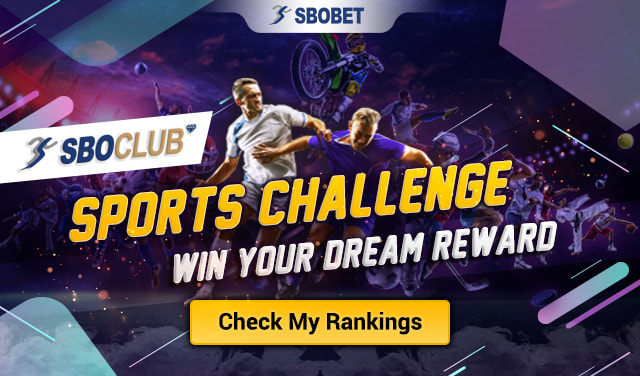 SBOBET
SBOCLUB
SPORTS CHALLENGE
WIN YOUR DREAM REWARD
Check My Rankings